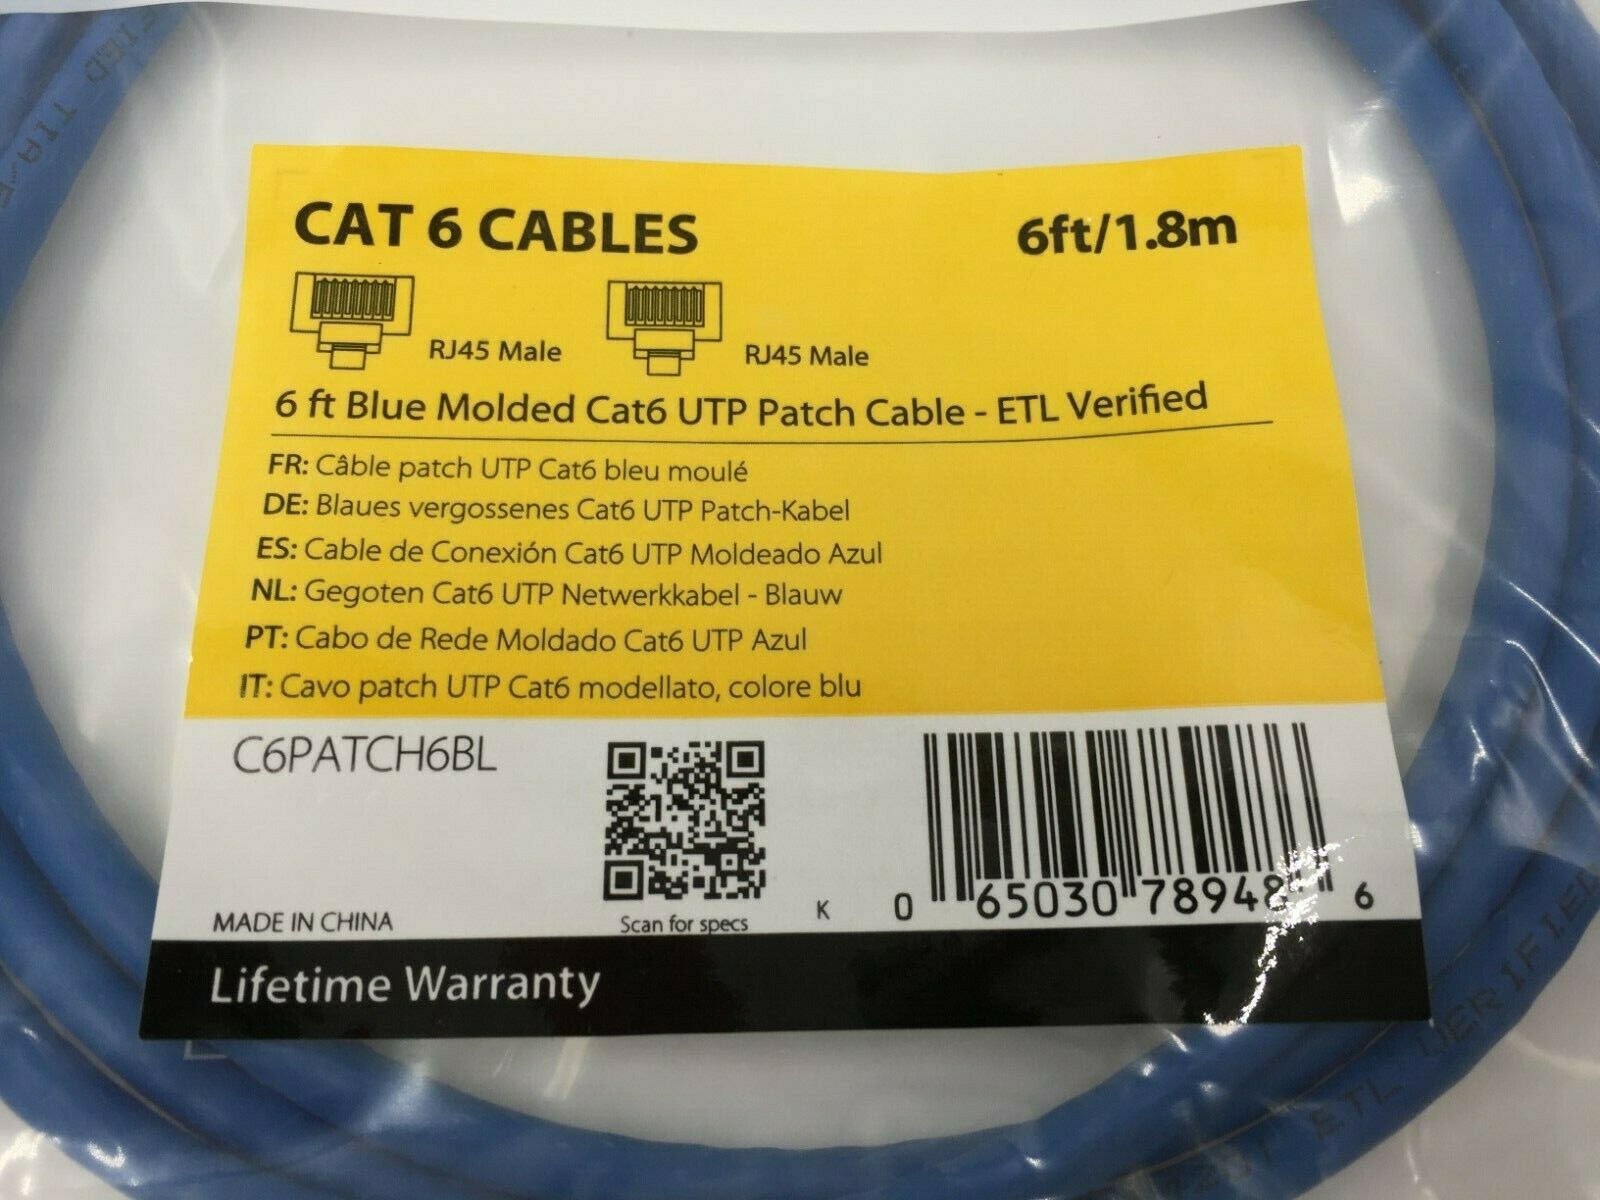 CAT 6 CABLES 6ft/1.8m
RJ45 Male RJ45 Male
6 ft Blue Molded Cat6 UTP Patch Cable - ETL Verified
FR: Câble patch UTP Cat6 bleu moulé
DE: Blaues vergossenes Cat6 UTP Patch-Kabel
ES: Cable de Conexión Cat6 UTP Moldeado Azul
NL: Gegoten Cat6 UTP Netwerkkabel - Blauw
PT: Cabo de Rede Moldado Cat6 UTP Azul
IT: Cavo patch UTP Cat6 modellato, colore blu
C6PATCH6BL
MADE IN CHINA
Scan for specs
K
0 65030 78948 6
Lifetime Warranty
ETL VERIFIED